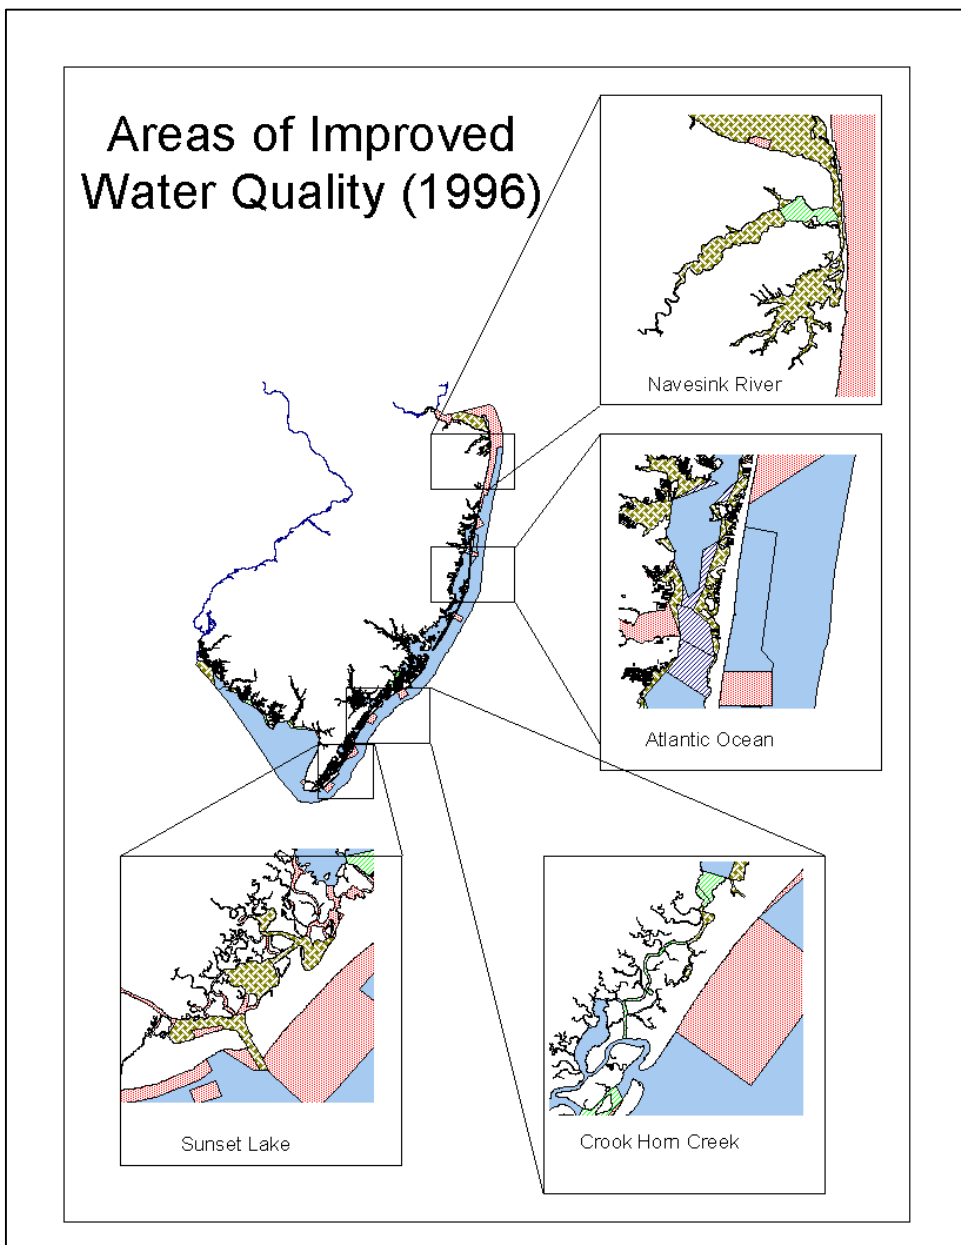 Areas of Improved
Water Quality (1996)
Navesink River
Atlantic Ocean
Sunset Lake
Crook Horn Creek